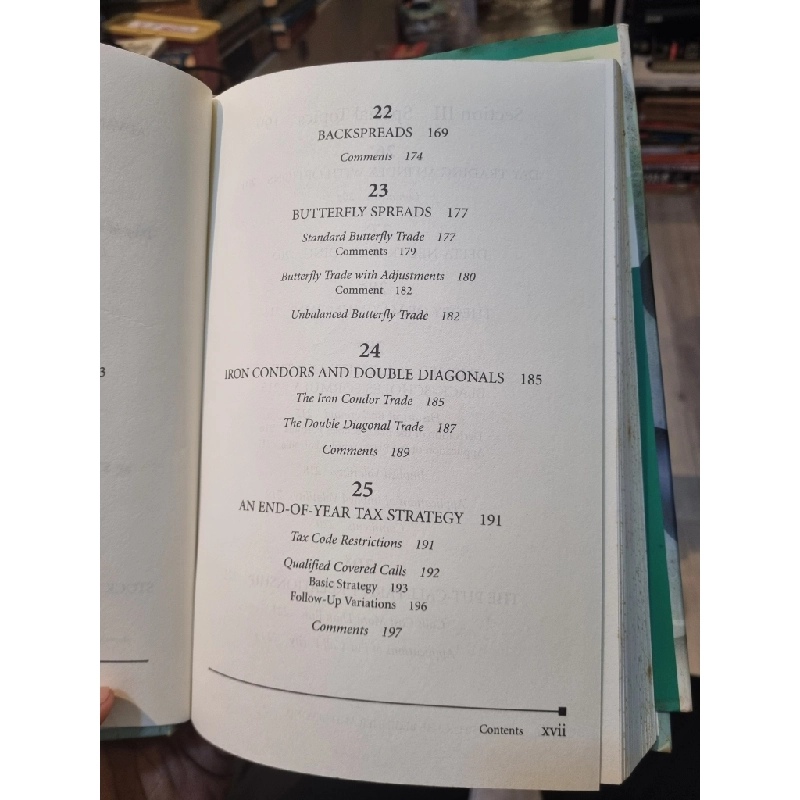 22
BACKSPREADS 169
Comments 174
23
BUTTERFLY SPREADS 177
Standard Butterfly Trade 177
Comments 179
Butterfly Trade with Adjustments 180
Comment 182
Unbalanced Butterfly Trade 182
24
IRON CONDORS AND DOUBLE DIAGONALS 185
The Iron Condor Trade 185
The Double Diagonal Trade 187
Comments 189
25
AN END-OF-YEAR TAX STRATEGY 191
Tax Code Restrictions 191
Qualified Covered Calls 192
Basic Strategy 193
Follow-Up Variations 196
Comments 197
Contents xvii